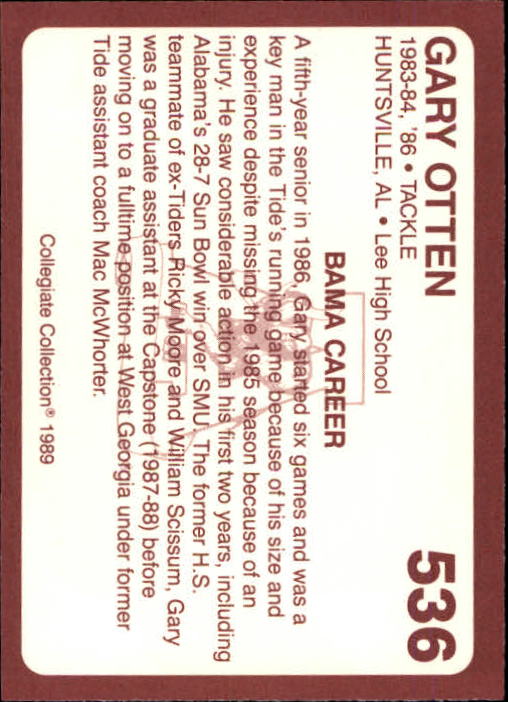 GARY OTTEN 536
1983-84, '86 • TACKLE
HUNTSVILLE, AL • Lee High School
BAMA CAREER
A fifth-year senior in 1986, Gary started six games and was a
key man in the Tide's running game because of his size and
experience despite missing the 1985 season because of an
injury. He saw considerable action in his first two years, including
Alabama's 28-7 Sun Bowl win over SMU. The former H.S.
teammate of ex-Tiders Ricky Moore and William Scissum, Gary
was a graduate assistant at the Capstone (1987-88) before
moving on to a fulltime position at West Georgia under former
Tide assistant coach Mac McWhorter.
Collegiate Collection® 1989